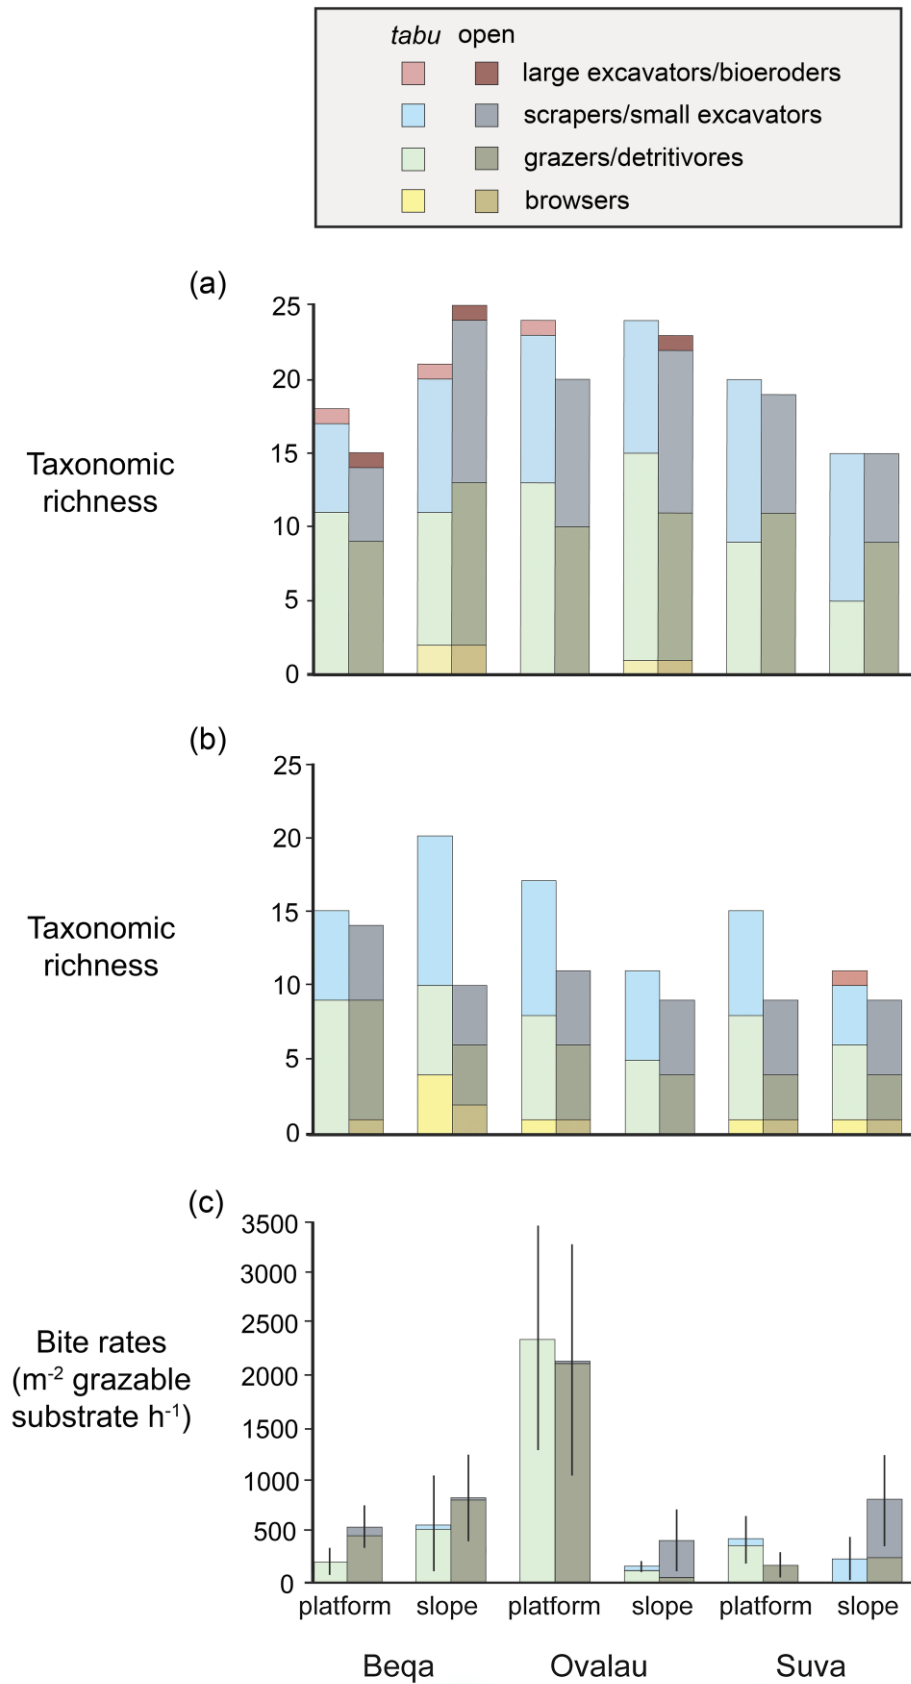 tabu open
large excavators/bioeroders
scrapers/small excavators
grazers/detritivores
browsers
(a)
25
20
15
10
5
0
Taxonomic
richness
(b)
25
20
15
10
5
0
Taxonomic
richness
(c)
3500
3000
2500
2000
1500
1000
500
0
Bite rates
(m-2 grazable
substrate h-1)
platform slope platform slope platform slope
Beqa Ovalau Suva